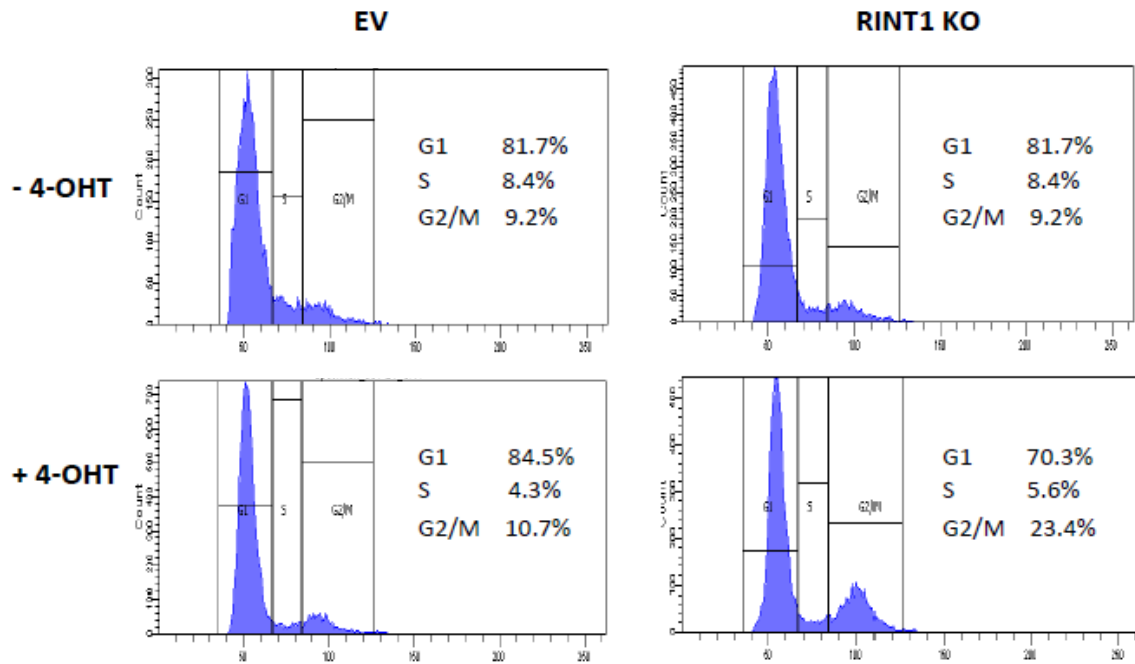 EV
RINT1 KO
- 4-OHT
Count
G1
S
G2/M
G1 81.7%
S 8.4%
G2/M 9.2%
50 100 150 200 250
Count
G1
S
G2/M
G1 81.7%
S 8.4%
G2/M 9.2%
50 100 150 200 250
+ 4-OHT
Count
G1
S
G2/M
G1 84.5%
S 4.3%
G2/M 10.7%
50 100 150 200 250
Count
G1
S
G2/M
G1 70.3%
S 5.6%
G2/M 23.4%
50 100 150 200 250